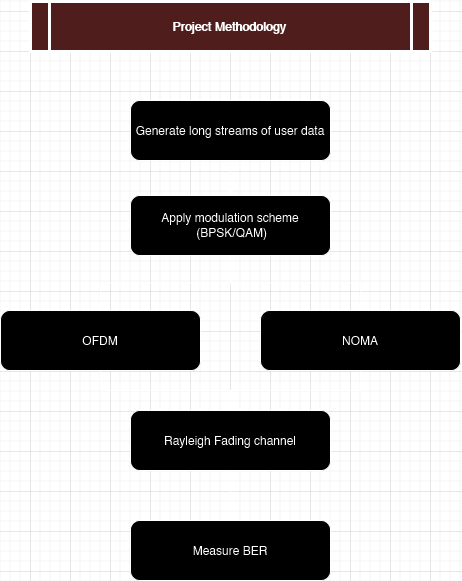 Project Methodology
Generate long streams of user data
Apply modulation scheme
(BPSK/QAM)
OFDM
NOMA
Rayleigh Fading channel
Measure BER